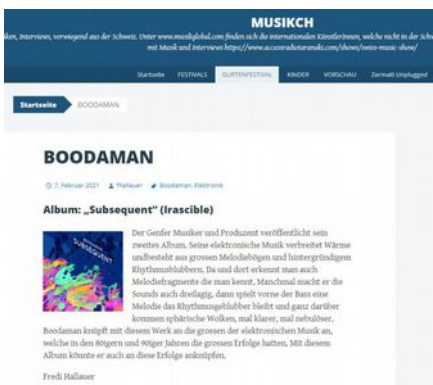 MUSIKCH
iken, Interviews, vorwiegend aus der Schweiz. Unter www.musikglobal.com finden sich die internationalen KünstlerInnen, welche nicht in der Schw
mit Musik und Interviews https://www.accessradiotaranaki.com/shows/swiss-music-show/
Startseite FESTIVALS GURTENFESTIVAL KINDER VORSCHAU Zermatt Unplugged
Startseite BOODAMAN
BOODAMAN
7. Februar 2021 fhallauer Boodaman, Elektronik
Album: „Subsequent“ (Irascible)
SUBSEQUENT
Der Genfer Musiker und Produzent veröffentlicht sein
zweites Album, Seine elektronische Musik verbreitet Wärme
undbesteht aus grossen Melodiebögen und hintergründigem
Rhythmusblubbern, Da und dort erkennt man auch
Melodiefragmente die man kennt, Manchmal macht er die
Sounds auch dreilagig, dann spielt vorne der Bass eine
Melodie das Rhythmusgeblubber bleibt und ganz darüber
kommen sphärische Wolken, mal klarer, mal nebulöser,
Boodaman knüpft mit diesem Werk an die grossen der elektronischen Musik an,
welche in den 80igern und 90iger Jahren die grossen Erfolge hatten, Mit diesem
Album könnte er auch an diese Erfolge anknüpfen,
Fredi Hallauer